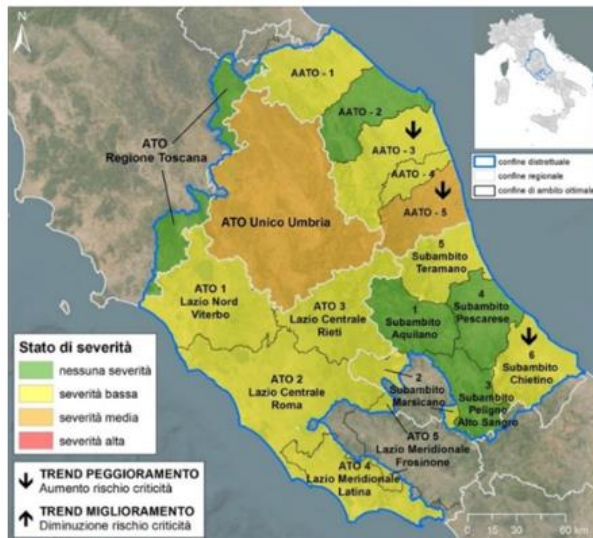 N
AATO - 1
AATO - 2
AATO - 3
AATO - 4
AATO - 5
ATO
Regione Toscana
ATO Unico Umbria
5
Subambito
Teramano
ATO 1
Lazio Nord
Viterbo
ATO 3
Lazio Centrale
Rieti
1
Subambito
Aquilano
4
Subambito
Pescarese
6
Subambito
Chietino
2
Subambito
Marsicano
3
Subambito
Peligno
Alto Sangro
ATO 2
Lazio Centrale
Roma
ATO 5
Lazio Meridionale
Frosinone
ATO 4
Lazio Meridionale
Latina
confine distrettuale
confine regionale
confine di ambito ottimale
Stato di severità
nessuna severità
severità bassa
severità media
severità alta
TREND PEGGIORAMENTO
Aumento rischio criticità
TREND MIGLIORAMENTO
Diminuzione rischio criticità
0 15 30 60 km